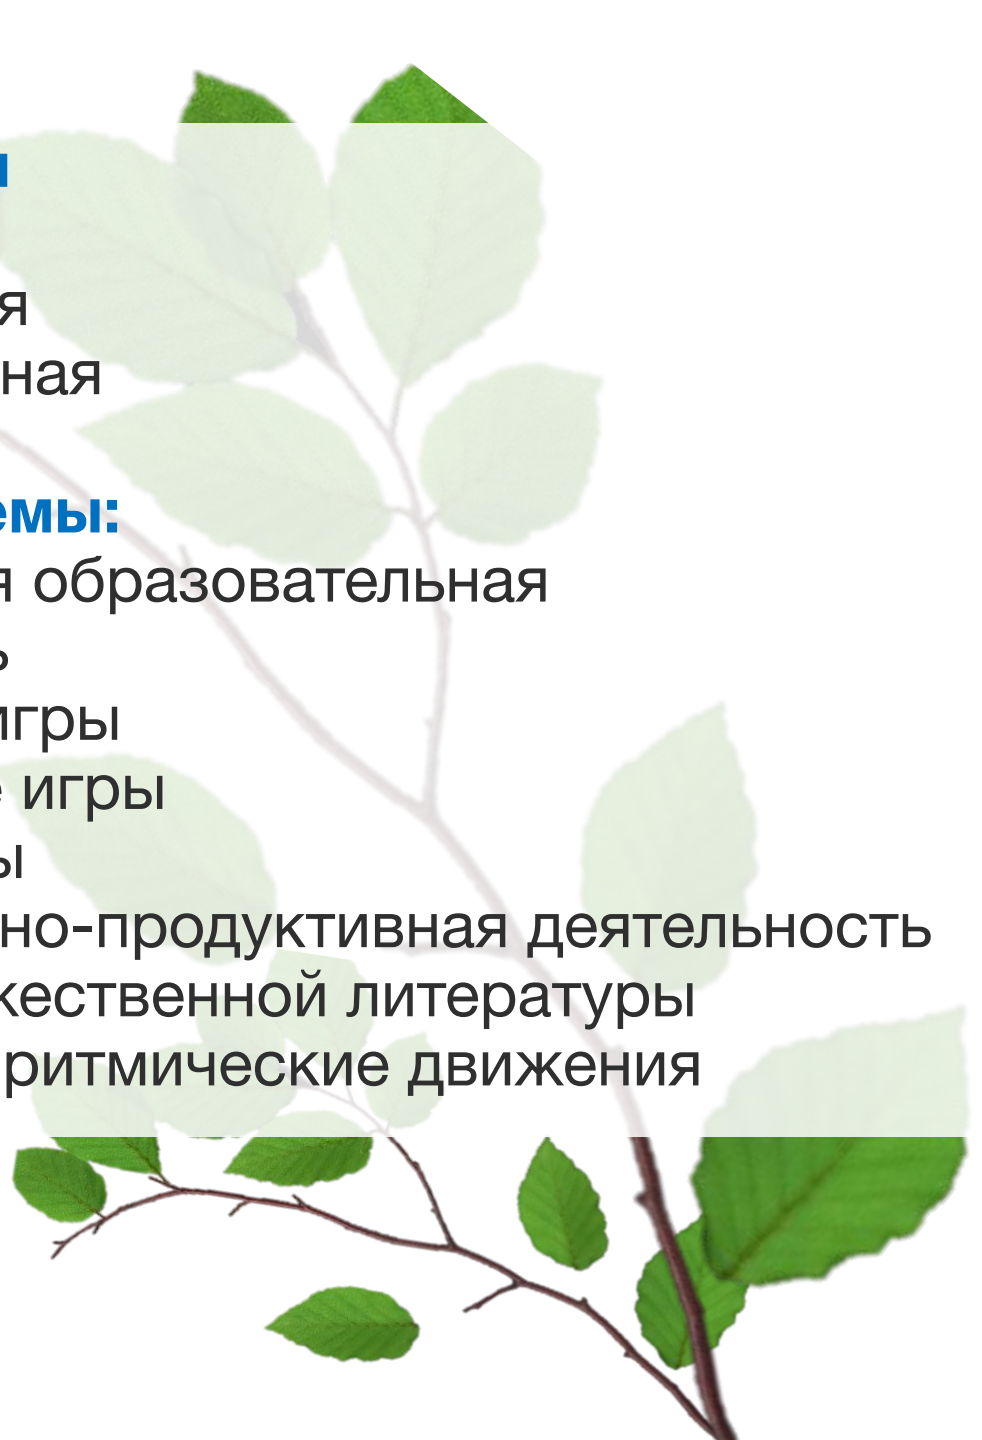 я
ная
емы:
я образовательная
ь
игры
е игры
ы
но-продуктивная деятельность
жественной литературы
ритмические движения